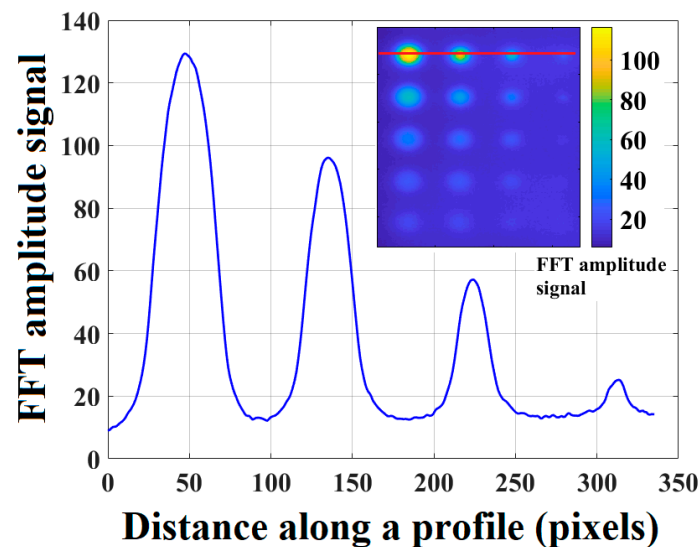 FFT amplitude signal
140
120
100
80
60
40
20
0
0 50 100 150 200 250 300 350
Distance along a profile (pixels)
100
80
60
40
20
FFT amplitude
signal